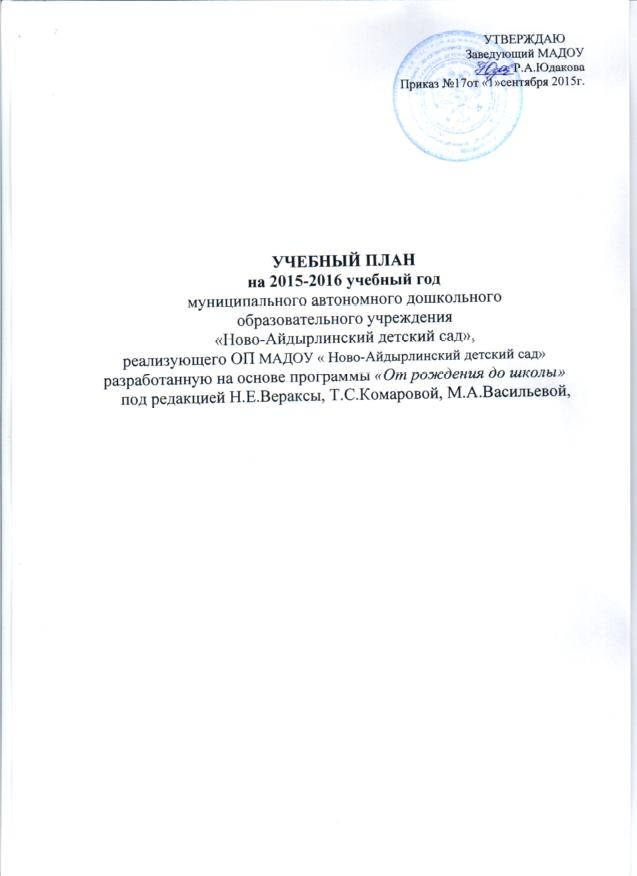 УТВЕРЖДАЮ
Заведующий МАДОУ
Р.А.Юдакова
Приказ №17от «1»сентября 2015г.
УЧЕБНЫЙ ПЛАН
на 2015-2016 учебный год
муниципального автономного дошкольного
образовательного учреждения
«Ново-Айдырлинский детский сад»,
реализующего ОП МАДОУ « Ново-Айдырлинский детский сад»
разработанную на основе программы «От рождения до школы»
под редакцией Н.Е.Вераксы, Т.С.Комаровой, М.А.Васильевой,